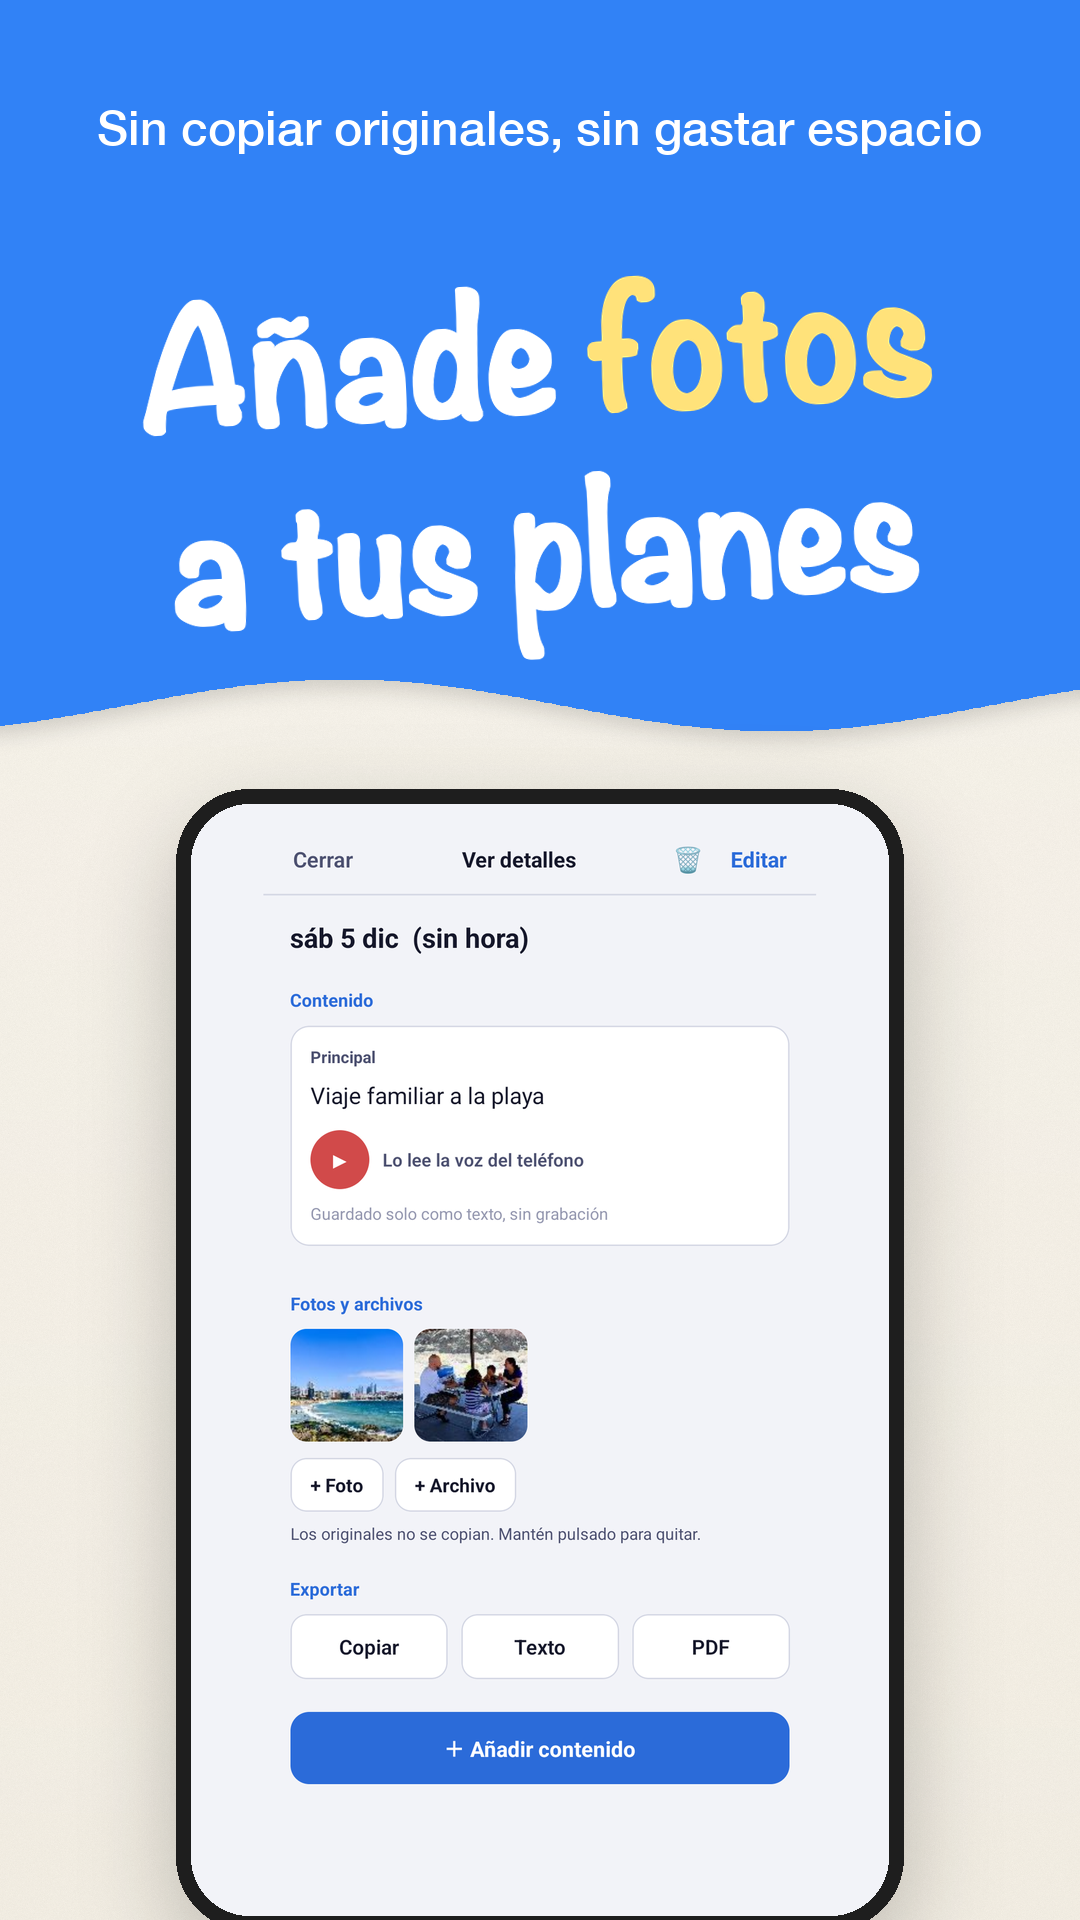 Sin copiar originales, sin gastar espacio
Añade fotos
a tus planes
Cerrar
Ver detalles
Editar
sáb 5 dic (sin hora)
Contenido
Principal
Viaje familiar a la playa
Lo lee la voz del teléfono
Guardado solo como texto, sin grabación
Fotos y archivos
+ Foto
+ Archivo
Los originales no se copian. Mantén pulsado para quitar.
Exportar
Copiar
Texto
PDF
+ Añadir contenido